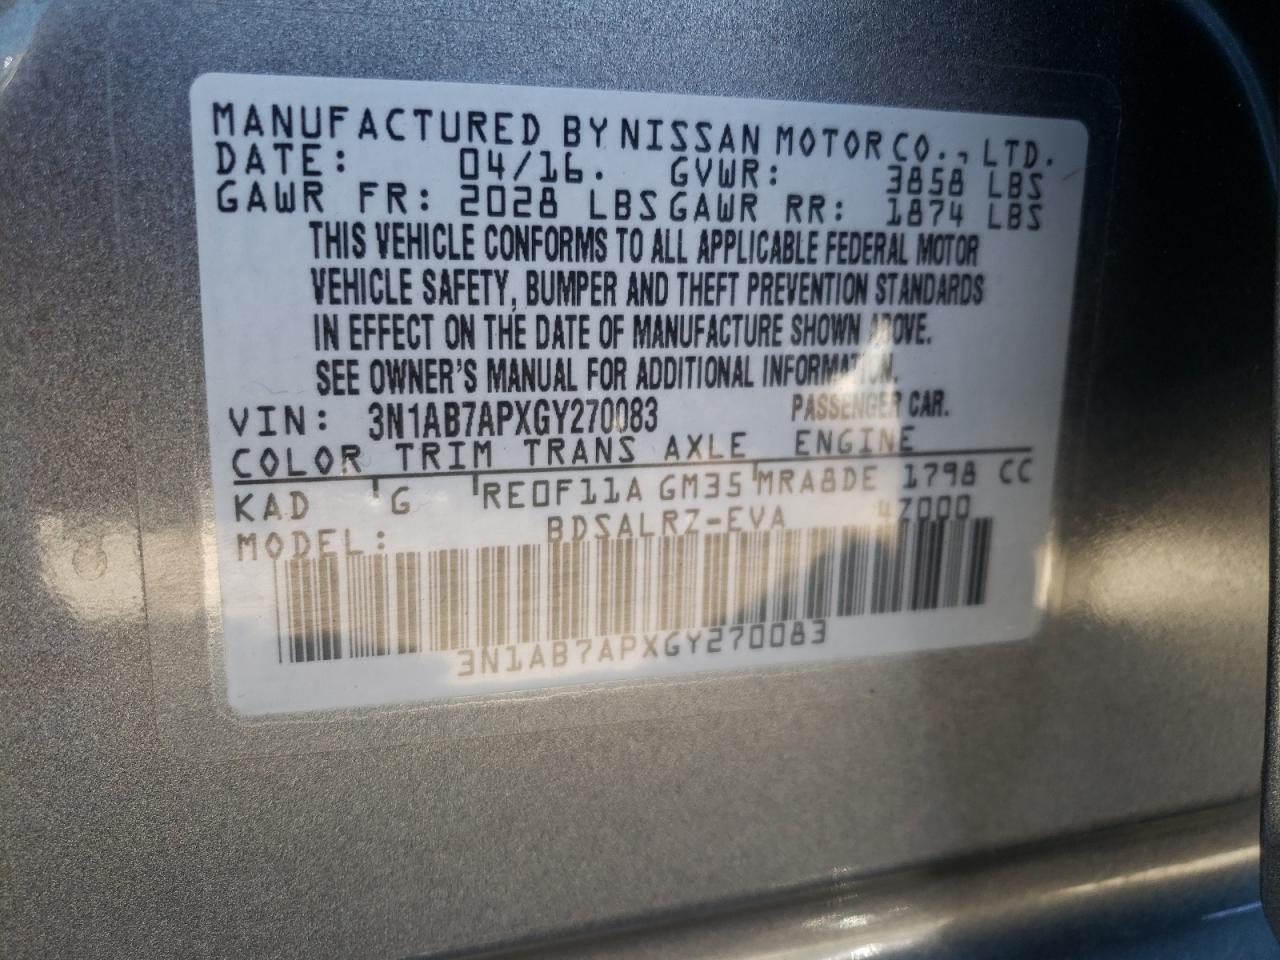 MANUFACTURED BY NISSAN MOTOR CO., LTD.
DATE: 04/16. GVWR: 3858 LBS
GAWR FR: 2028 LBS GAWR RR: 1874 LBS
THIS VEHICLE CONFORMS TO ALL APPLICABLE FEDERAL MOTOR
VEHICLE SAFETY, BUMPER AND THEFT PREVENTION STANDARDS
IN EFFECT ON THE DATE OF MANUFACTURE SHOWN ABOVE.
SEE OWNER'S MANUAL FOR ADDITIONAL INFORMATION.
VIN: 3N1AB7APXGY270083 PASSENGER CAR.
COLOR TRIM TRANS AXLE ENGINE
KAD G RE0F11A GM35 MRA8DE 1798 CC
MODEL: BDSALRZ-EVA 47000
3N1AB7APXGY270083